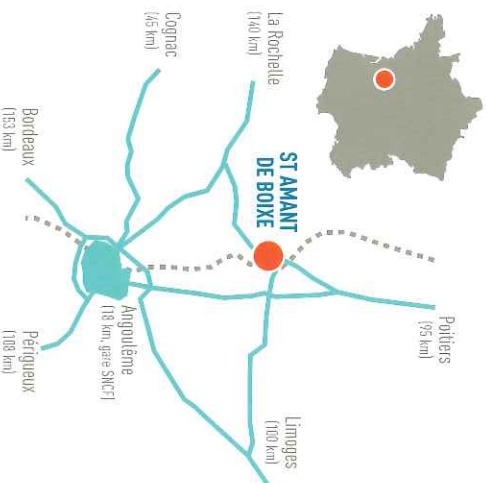 Poitiers
(95 km)
La Rochelle
(140 km)
Cognac
(45 km)
ST AMANT
DE BOIXE
Limoges
(100 km)
Angoulême
(18 km, gare SNCF)
Bordeaux
(153 km)
Périgueux
(108 km)